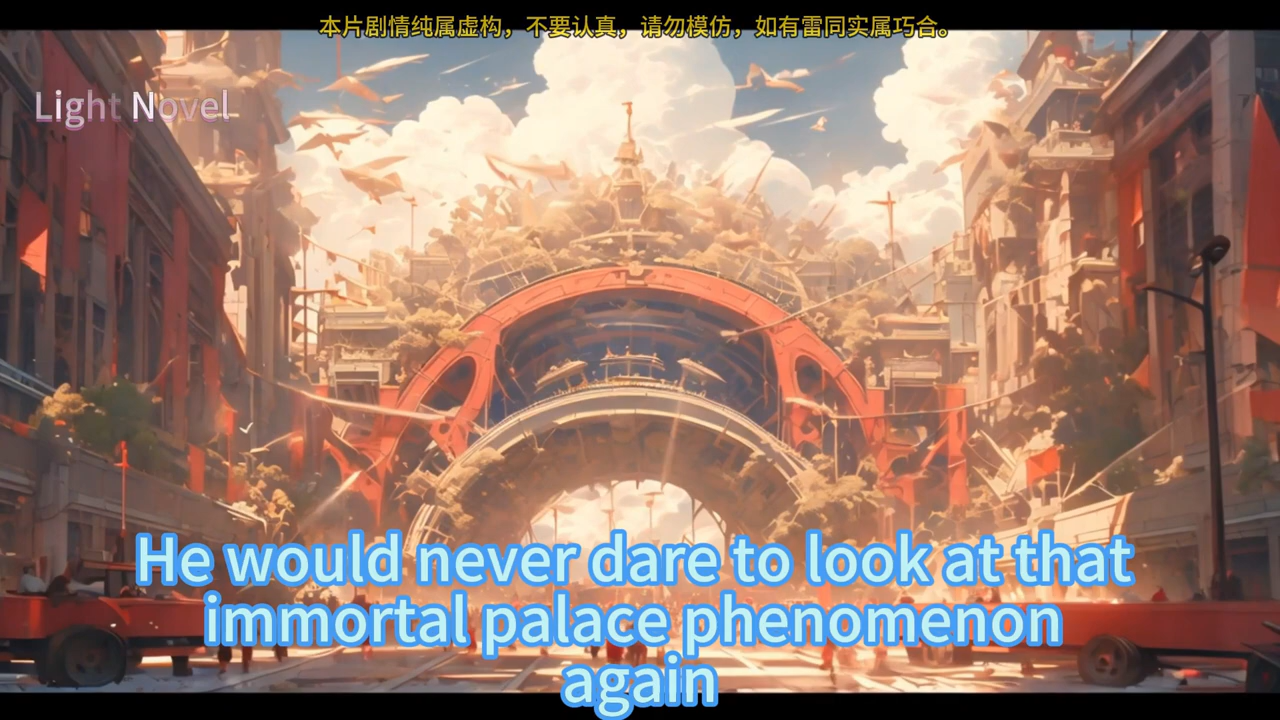 本片剧情纯属虚构，不要认真，请勿模仿，如有雷同实属巧合。
Light Novel
He would never dare to look at that
immortal palace phenomenon
again